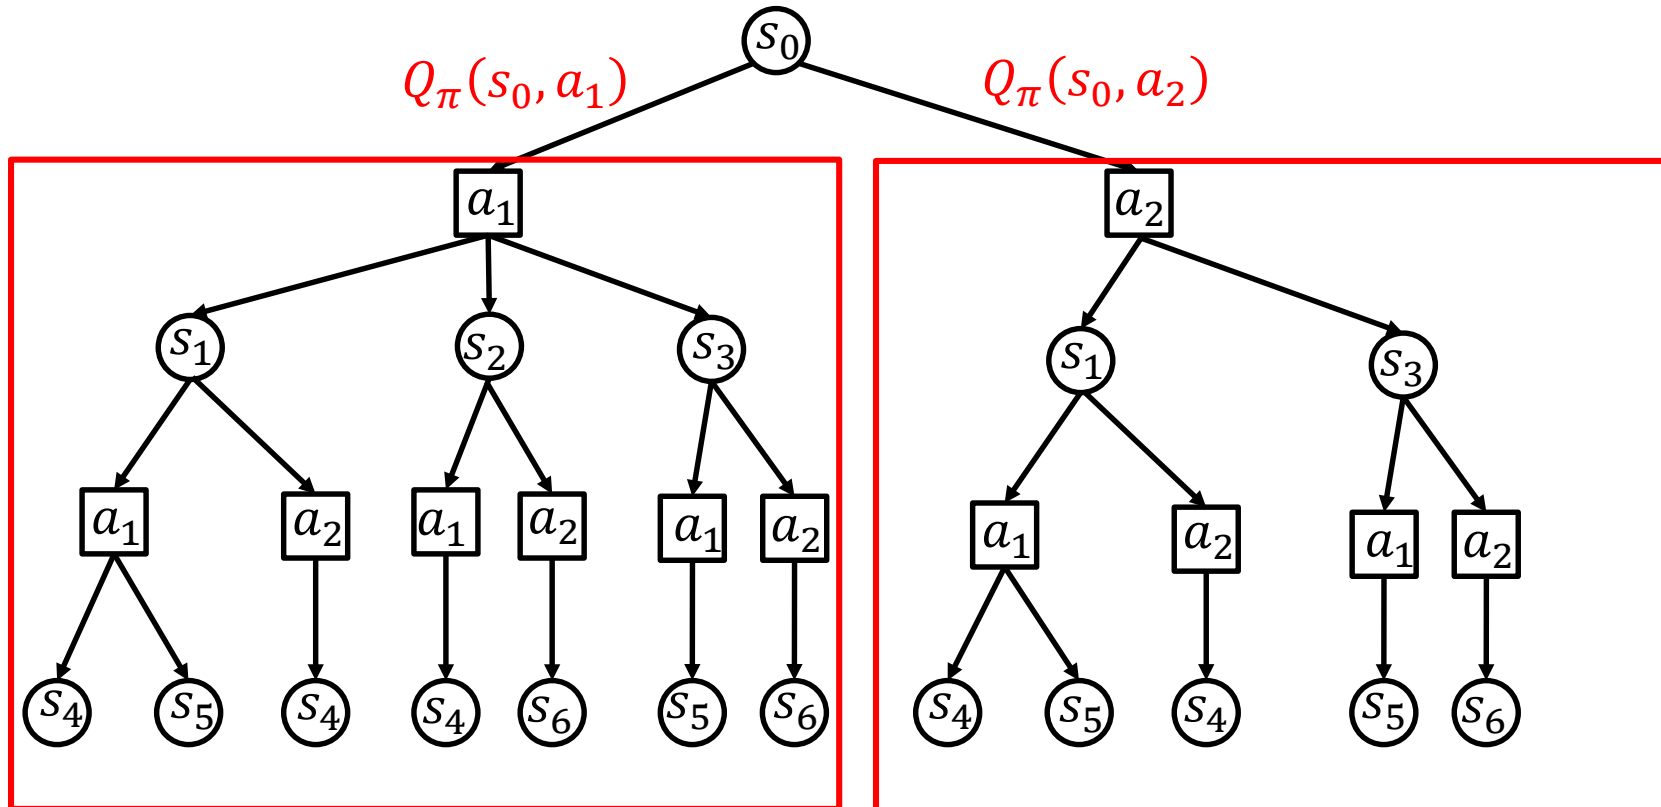 s₀
Qπ(s₀, a₁) Qπ(s₀, a₂)
a₁ a₂
s₁ s₂ s₃ s₁ s₃
a₁ a₂ a₁ a₂ a₁ a₂ a₁ a₂ a₁ a₂
s₄ s₅ s₄ s₄ s₆ s₅ s₆ s₄ s₅ s₄ s₅ s₆